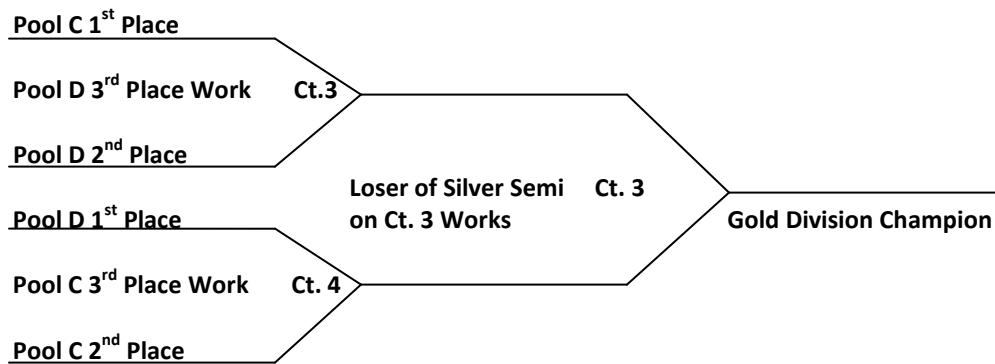 Pool C 1st Place
Pool D 3rd Place Work Ct.3
Pool D 2nd Place
Loser of Silver Semi Ct. 3
on Ct. 3 Works
Pool D 1st Place
Gold Division Champion
Pool C 3rd Place Work Ct. 4
Pool C 2nd Place